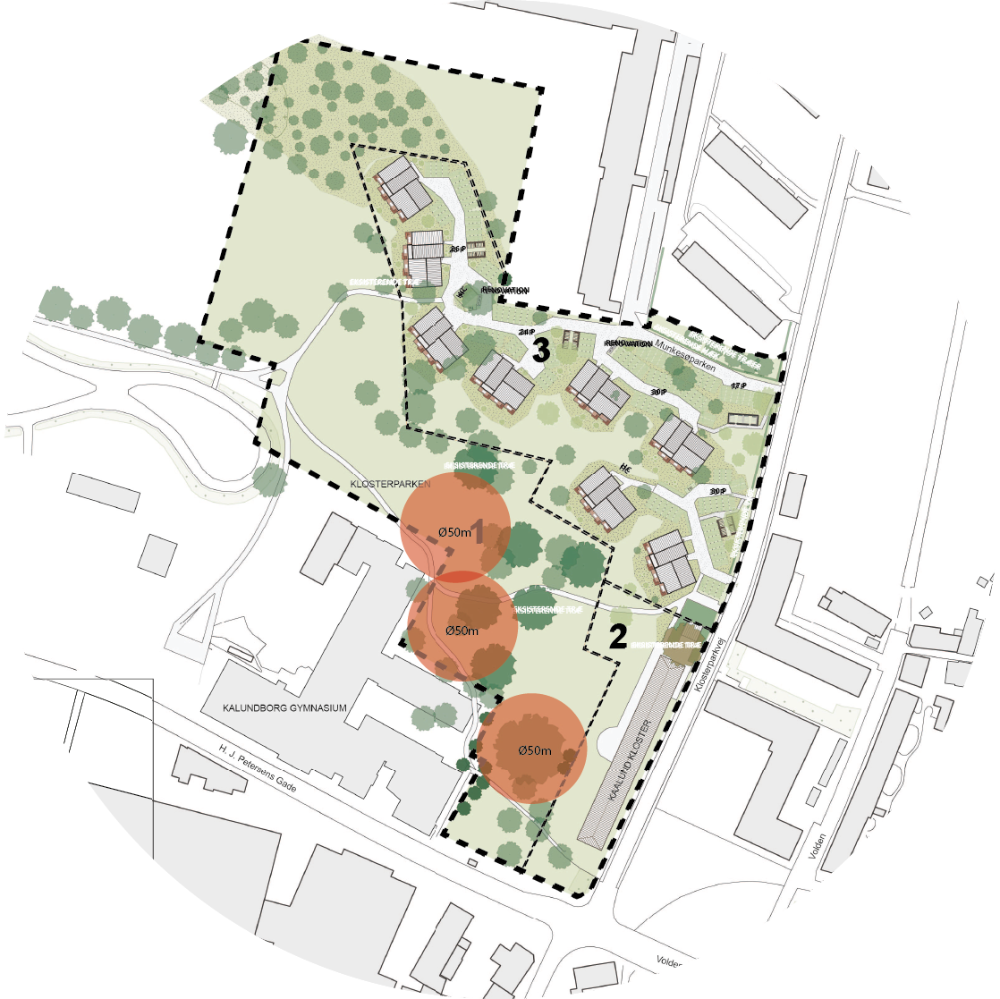 26 P
EKSISTERENDE TRÆ
RENOVATION
RENOVATION
24 P
3
RENOVATION
Munkesøparken
17 P
30 P
EKSISTERENDE TRÆ
KLOSTERPARKEN
30 P
1
Ø50m
EKSISTERENDE TRÆ
Ø50m
2
EKSISTERENDE TRÆ
Klosterparkvej
KALUNDBORG GYMNASIUM
Ø50m
KAALUND KLOSTER
H. J. Petersens Gade
Volden
Volden